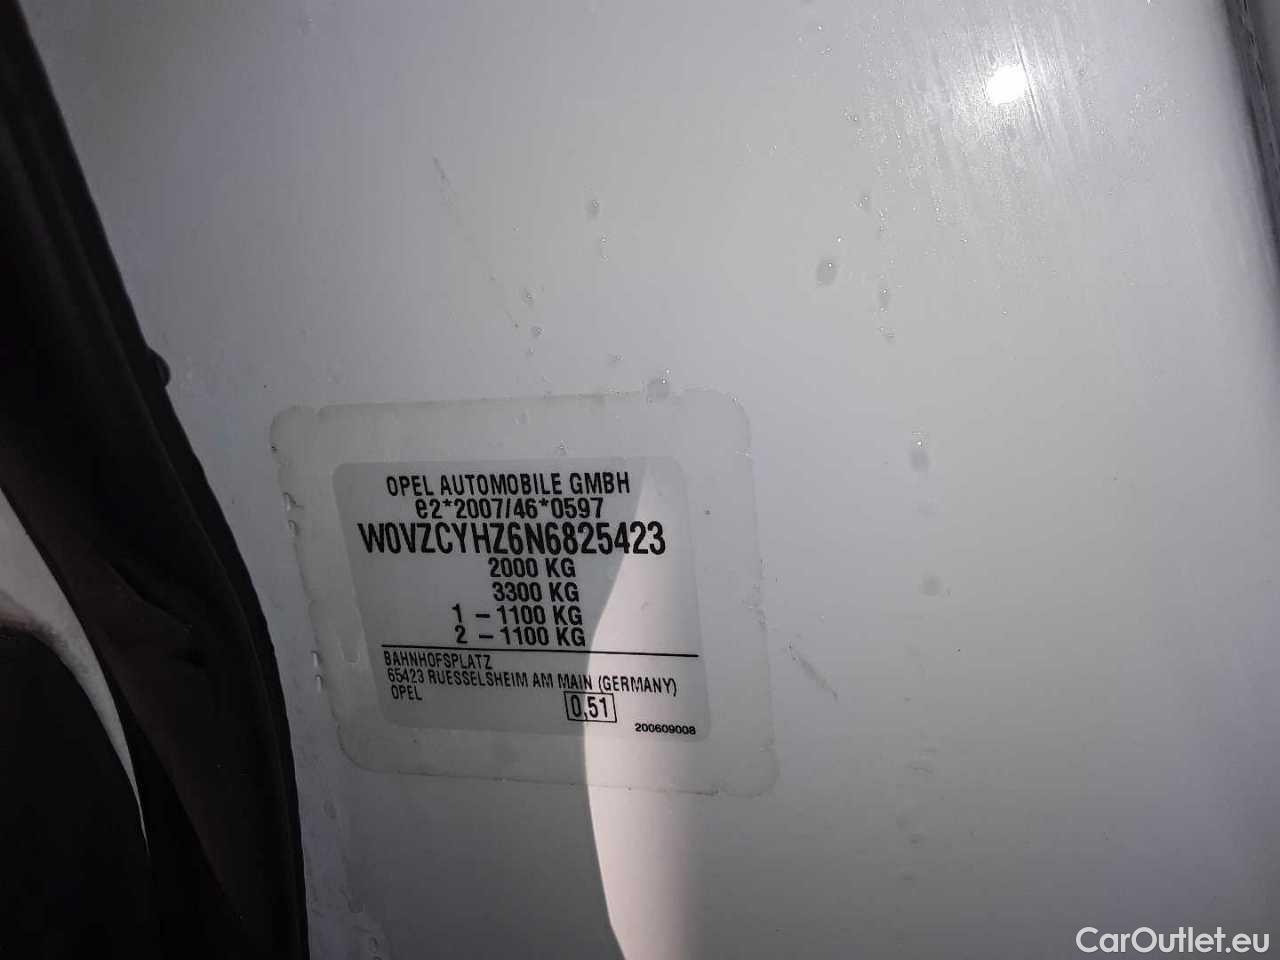 OPEL AUTOMOBILE GMBH
e2*2007/46*0597
W0VZCYHZ6N6825423
2000 KG
3300 KG
1 - 1100 KG
2 - 1100 KG
BAHNHOFSPLATZ
65423 RUESSELSHEIM AM MAIN (GERMANY)
OPEL
0,51
200609008
CarOutlet.eu